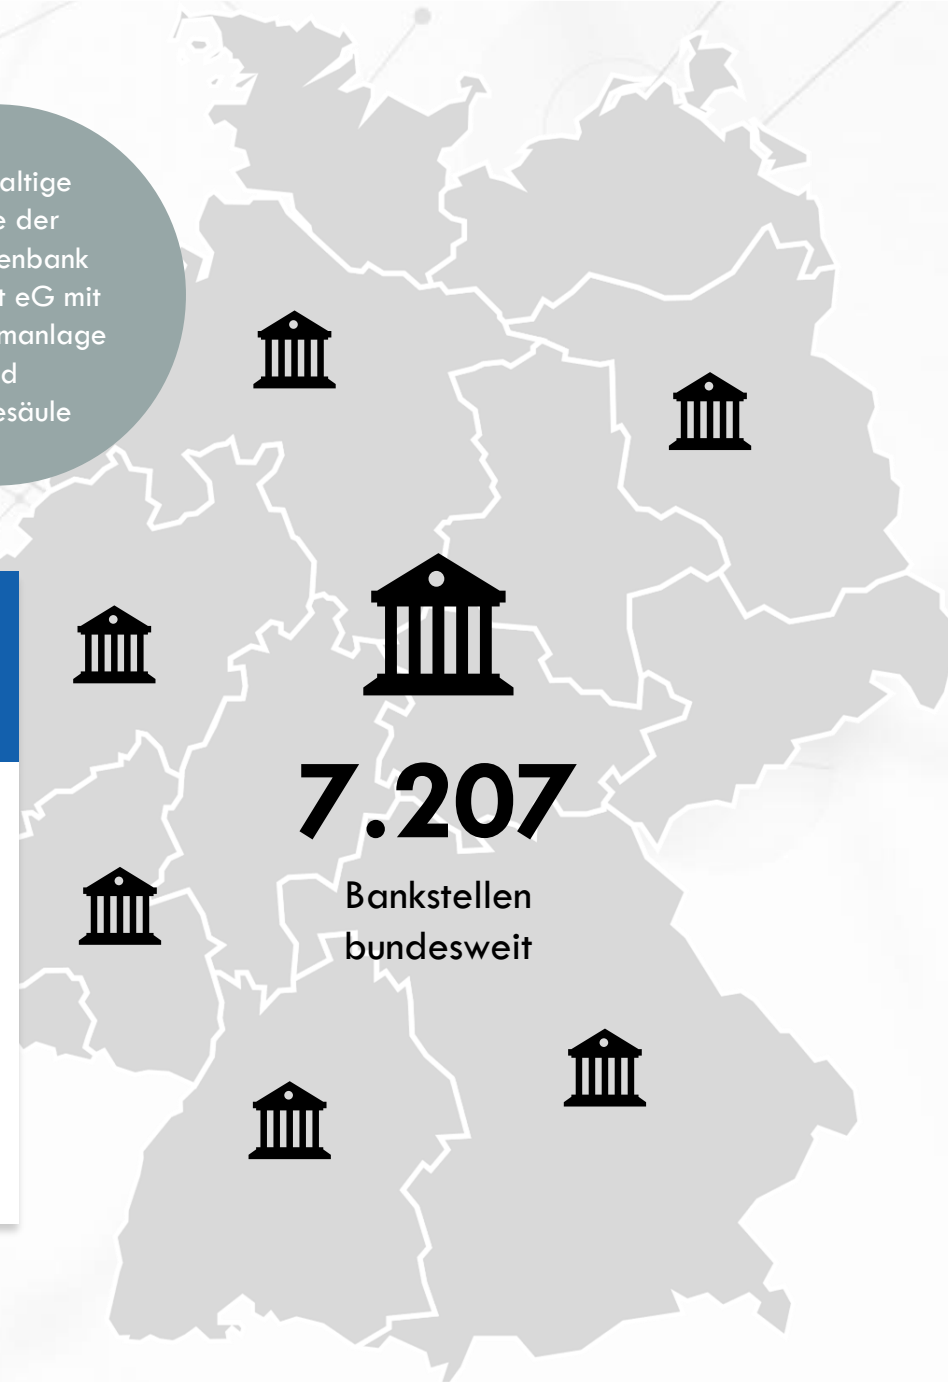 altige
e der
enbank
t eG mit
manlage
d
esäule
7.207
Bankstellen
bundesweit